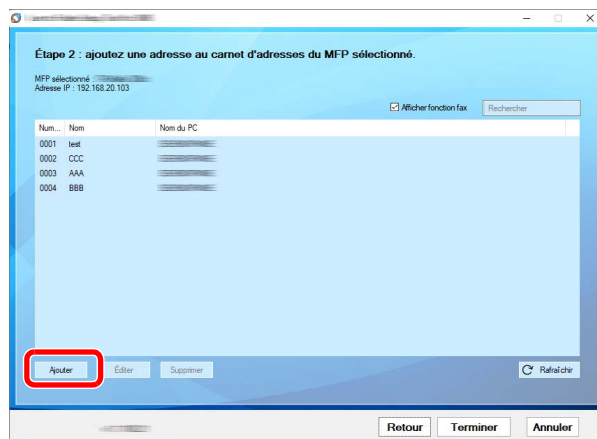 Étape 2 : ajoutez une adresse au carnet d'adresses du MFP sélectionné.
MFP sélectionné :
Adresse IP : 192.168.20.103
Afficher fonction fax Rechercher
Num... Nom Nom du PC
0001 test
0002 CCC
0003 AAA
0004 BBB
Ajouter Éditer Supprimer Rafraîchir
Retour Terminer Annuler